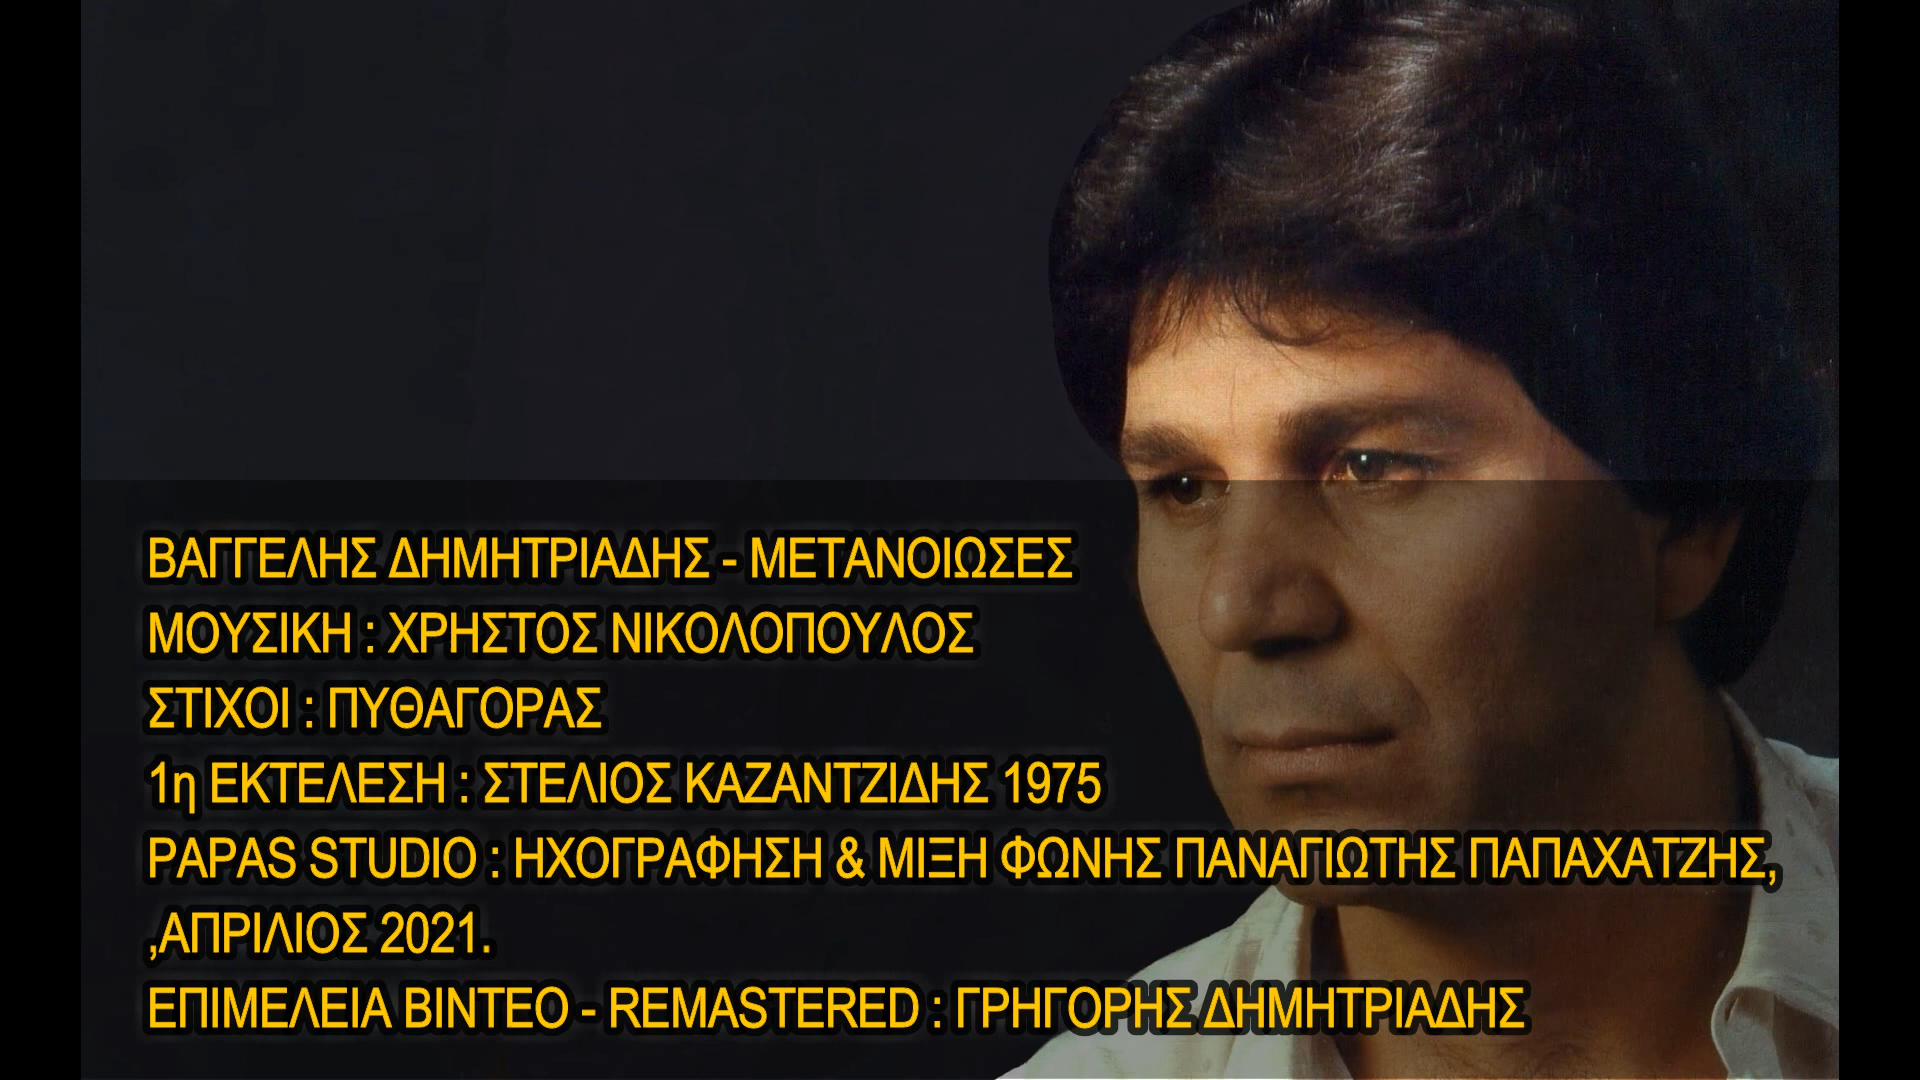 ΒΑΓΓΕΛΗΣ ΔΗΜΗΤΡΙΑΔΗΣ - ΜΕΤΑΝΟΙΩΣΕΣ
ΜΟΥΣΙΚΗ : ΧΡΗΣΤΟΣ ΝΙΚΟΛΟΠΟΥΛΟΣ
ΣΤΙΧΟΙ : ΠΥΘΑΓΟΡΑΣ
1η ΕΚΤΕΛΕΣΗ : ΣΤΕΛΙΟΣ ΚΑΖΑΝΤΖΙΔΗΣ 1975
PAPAS STUDIO : ΗΧΟΓΡΑΦΗΣΗ & ΜΙΞΗ ΦΩΝΗΣ ΠΑΝΑΓΙΩΤΗΣ ΠΑΠΑΧΑΤΖΗΣ,
,ΑΠΡΙΛΙΟΣ 2021.
ΕΠΙΜΕΛΕΙΑ ΒΙΝΤΕΟ - REMASTERED : ΓΡΗΓΟΡΗΣ ΔΗΜΗΤΡΙΑΔΗΣ